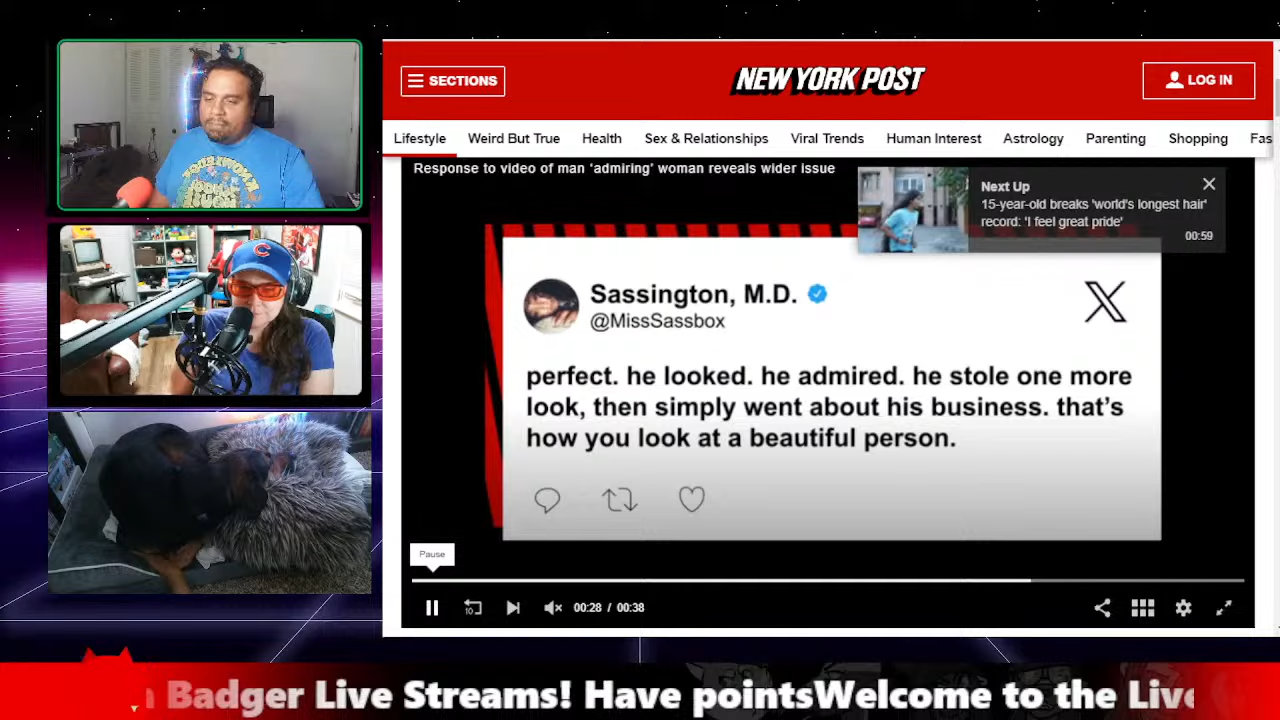 SECTIONS
NEW YORK POST
LOG IN
Lifestyle Weird But True Health Sex & Relationships Viral Trends Human Interest Astrology Parenting Shopping Fas
Response to video of man 'admiring' woman reveals wider issue
Next Up
15-year-old breaks 'world's longest hair'
record: 'I feel great pride'
00:59
Sassington, M.D.
@MissSassbox
X
perfect. he looked. he admired. he stole one more
look, then simply went about his business. that's
how you look at a beautiful person.
Pause
10
00:28 / 00:38
C
Badger Live Streams! Have pointsWelcome to the Live